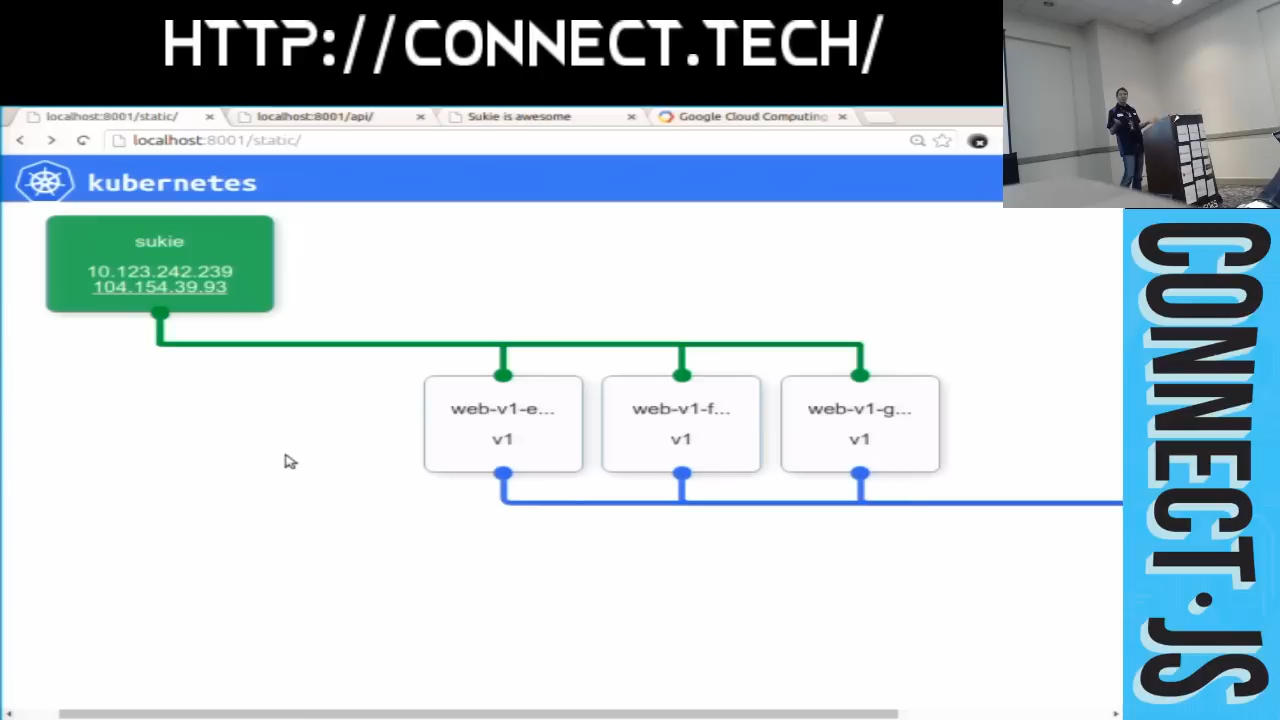 HTTP://CONNECT.TECH/
localhost:8001/static/
localhost:8001/api/
Sukie is awesome
Google Cloud Computing
localhost:8001/static/
kubernetes
sukie
10.123.242.239
104.154.39.93
web-v1-e...
v1
web-v1-f...
v1
web-v1-g...
v1
CONNECT.JS